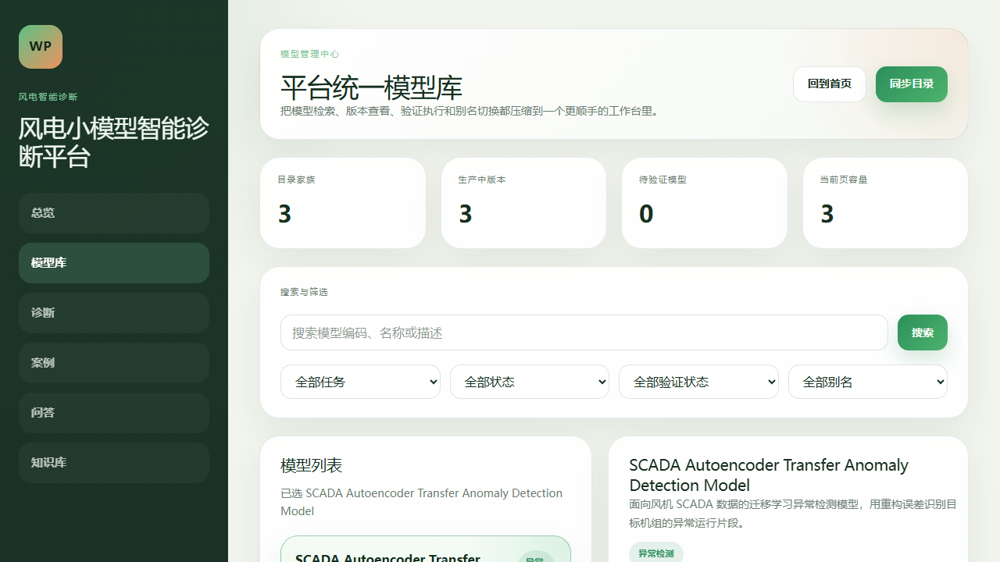 WP
风电智能诊断
风电小模型智能诊
断平台
总览
模型库
诊断
案例
问答
知识库
模型管理中心
平台统一模型库
把模型检索、版本查看、验证执行和别名切换都压缩到一个更顺手的工作台里。
回到首页
同步目录
目录家族
3
生产中版本
3
待验证模型
0
当前页容量
3
搜索与筛选
搜索模型编码、名称或描述
搜索
全部任务
全部状态
全部验证状态
全部别名
模型列表
已选 SCADA Autoencoder Transfer Anomaly Detection
Model
SCADA Autoencoder Transfer
异常
SCADA Autoencoder Transfer Anomaly
Detection Model
面向风机 SCADA 数据的迁移学习异常检测模型，用重构误差识别目
标机组的异常运行片段。
异常检测